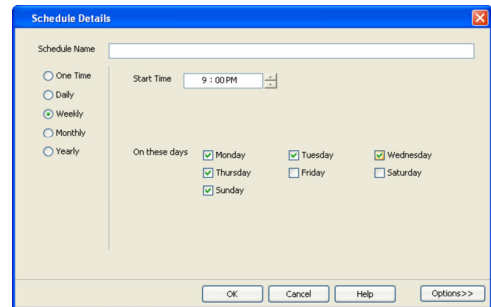 Schedule Details
Schedule Name
One Time
Start Time 9 : 00 PM
Daily
Weekly
Monthly
Yearly
On these days Monday Tuesday Wednesday
Thursday Friday Saturday
Sunday
OK Cancel Help Options>>